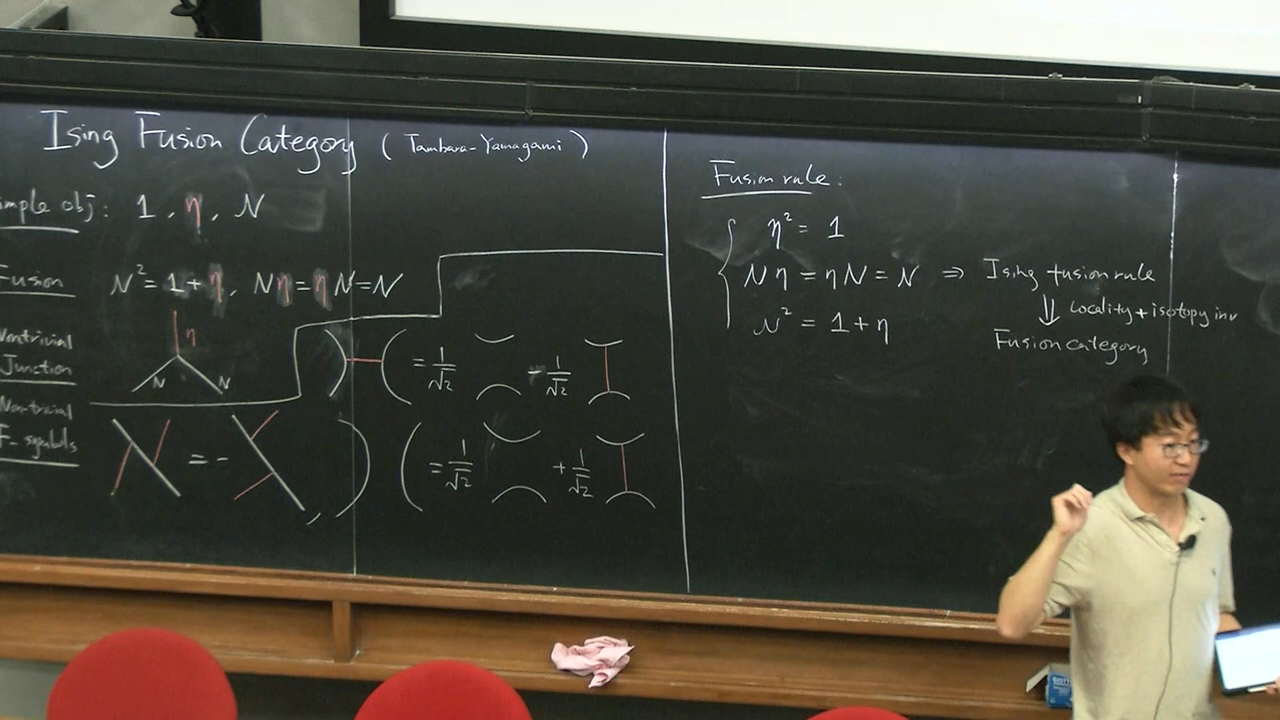 Ising Fusion Category (Tambara-Yamagami)
imple obj: 1, η, N
Fusion N² = 1 + η, Nη = ηN = N
Nontrivial
Junction
η
N N
= 1/√2 - 1/√2
Non-trivial
F-symbols
= - ,
= 1/√2 + 1/√2
Fusion rule:
η² = 1
Nη = ηN = N ⇒ Ising fusion rule
N² = 1 + η
⇓ Locality + isotopy inv
Fusion category